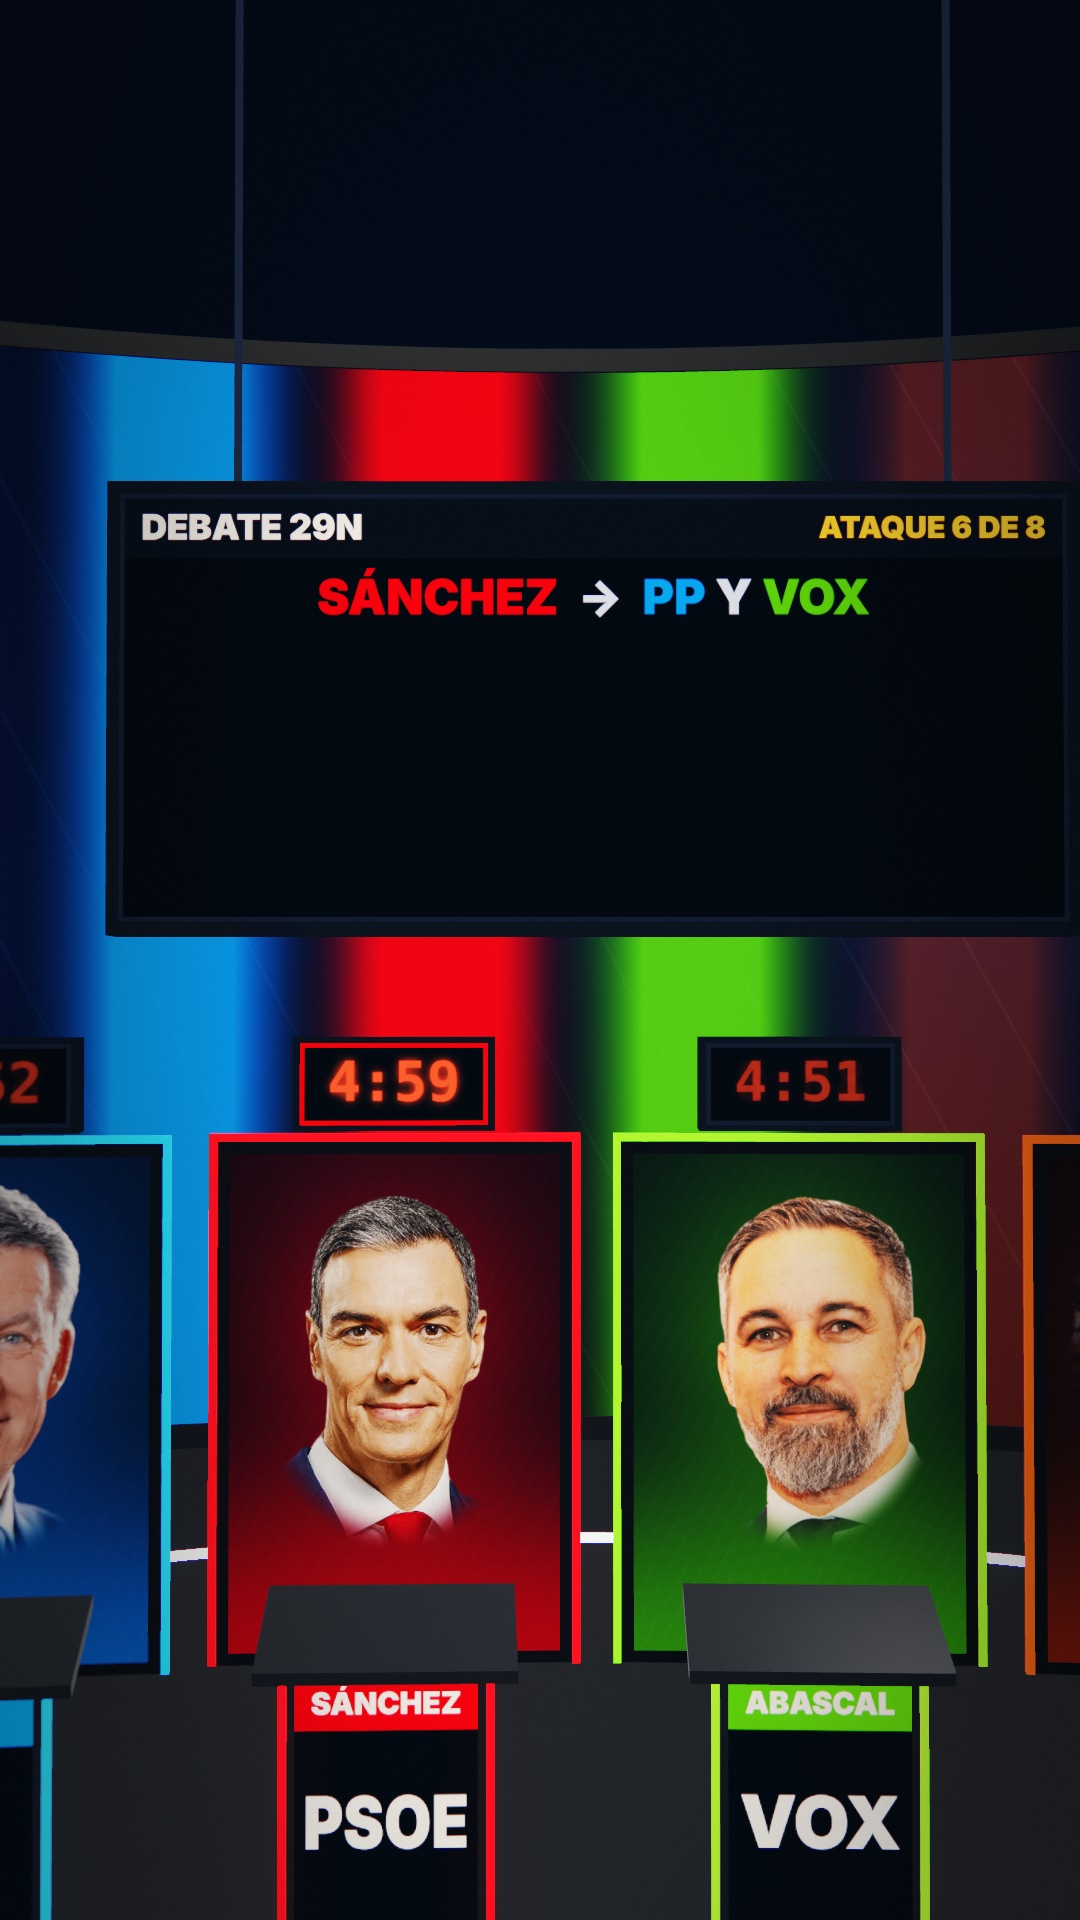 DEBATE 29N
ATAQUE 6 DE 8
SÁNCHEZ → PP Y VOX
4:59
4:51
SÁNCHEZ
ABASCAL
PSOE
VOX